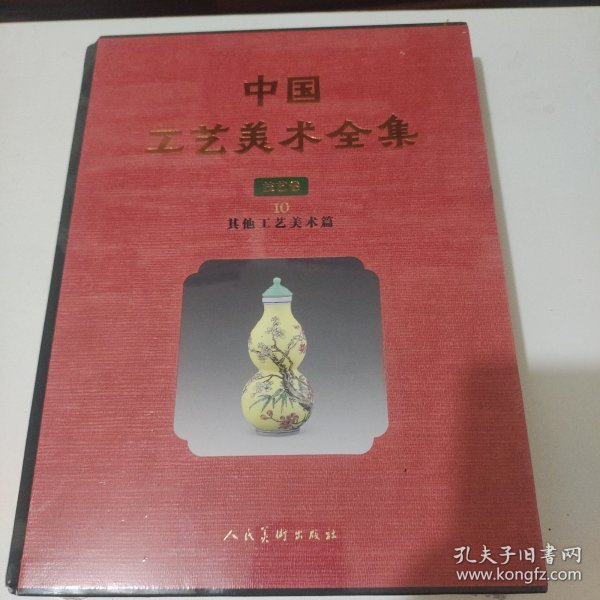 中国
工艺美术全集
10
其他工艺美术篇
人民美術出版社
孔夫子旧书网
www.kongfz.com